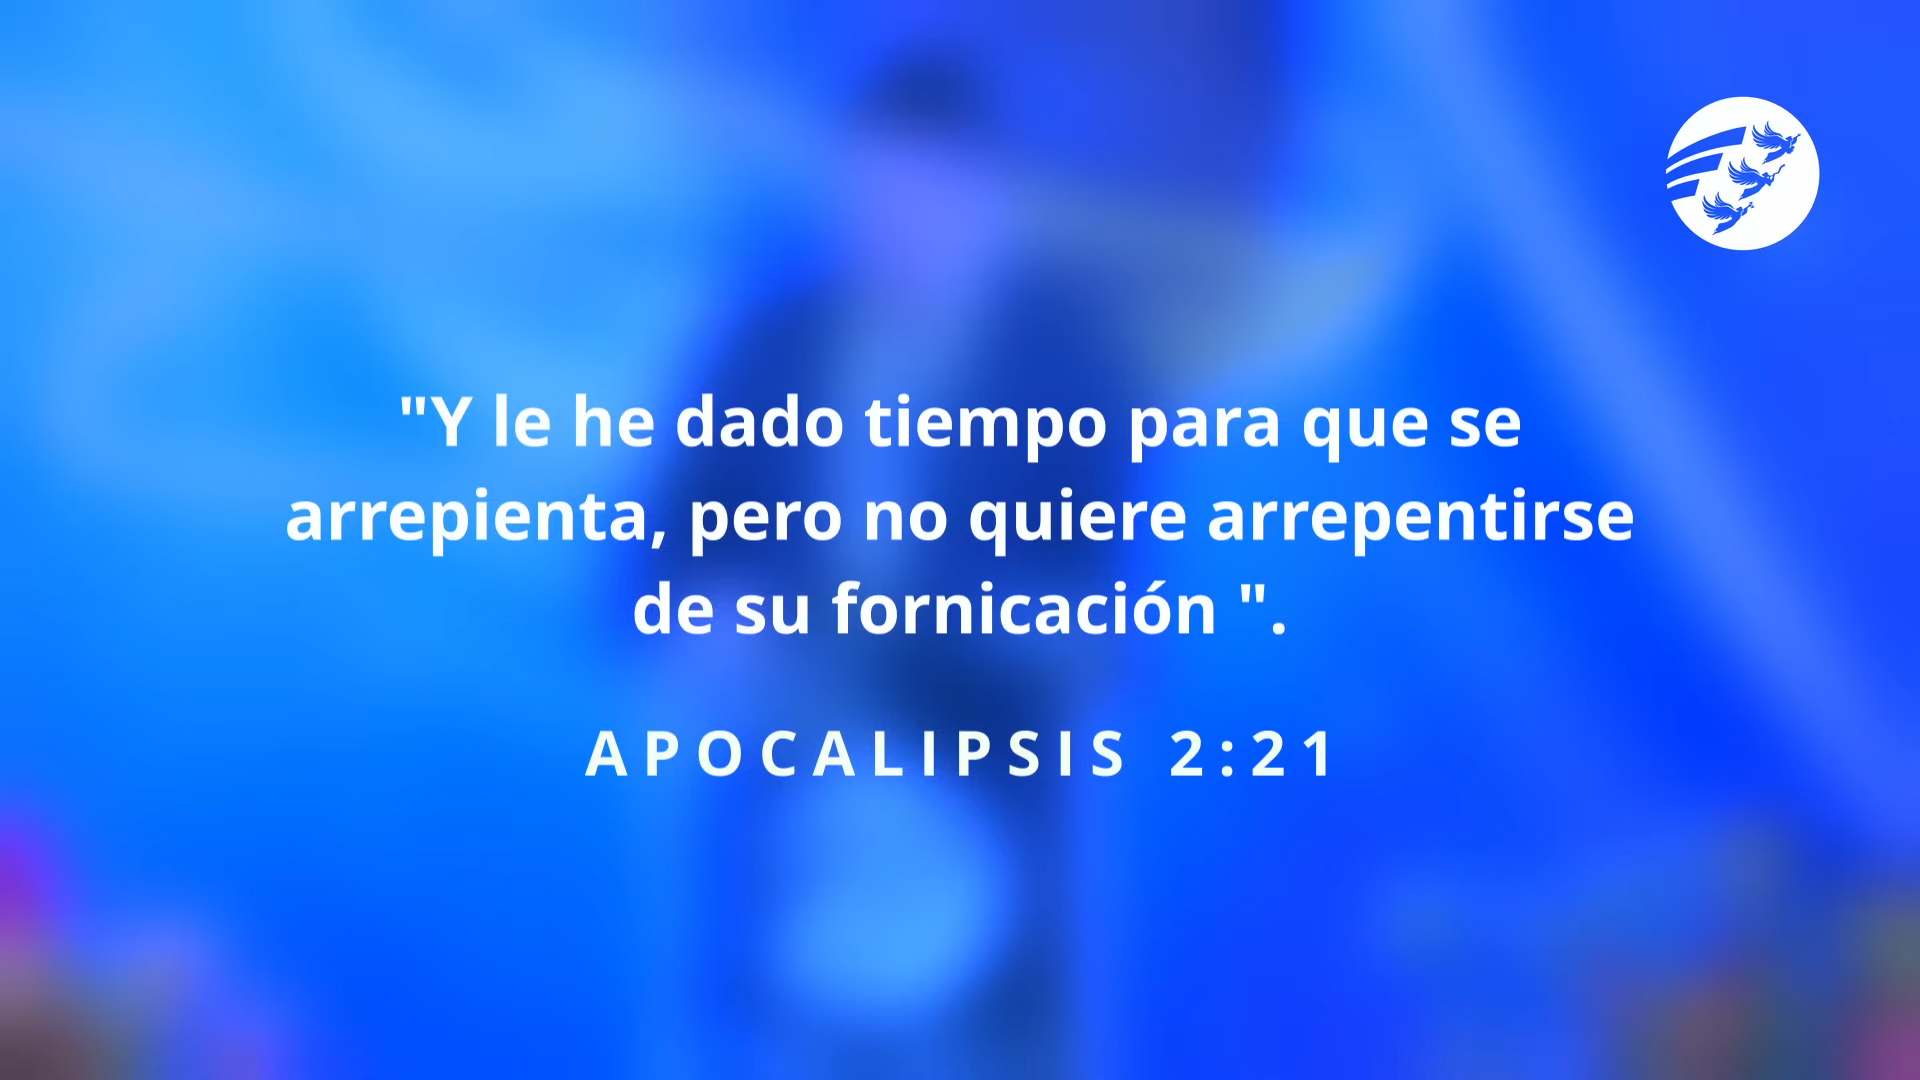 "Y le he dado tiempo para que se
arrepienta, pero no quiere arrepentirse
de su fornicación ".
APOCALIPSIS 2:21